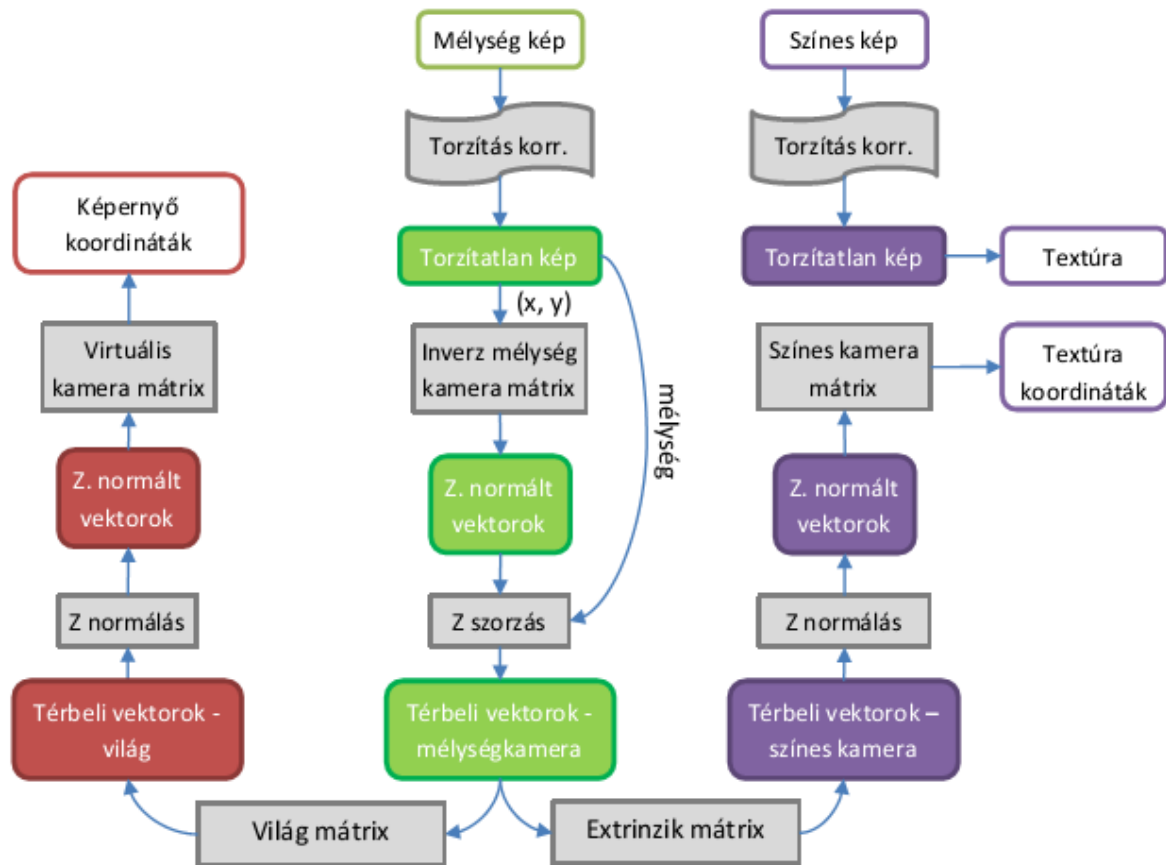 Mélység kép
Színes kép
Torzítás korr.
Torzítás korr.
Képernyő
koordináták
Torzítatlan kép
Torzítatlan kép
Textúra
(x, y)
Virtuális
kamera mátrix
Inverz mélység
kamera mátrix
mélység
Színes kamera
mátrix
Textúra
koordináták
Z. normált
vektorok
Z. normált
vektorok
Z. normált
vektorok
Z normálás
Z szorzás
Z normálás
Térbeli vektorok -
világ
Térbeli vektorok -
mélységkamera
Térbeli vektorok –
színes kamera
Világ mátrix
Extrinzik mátrix